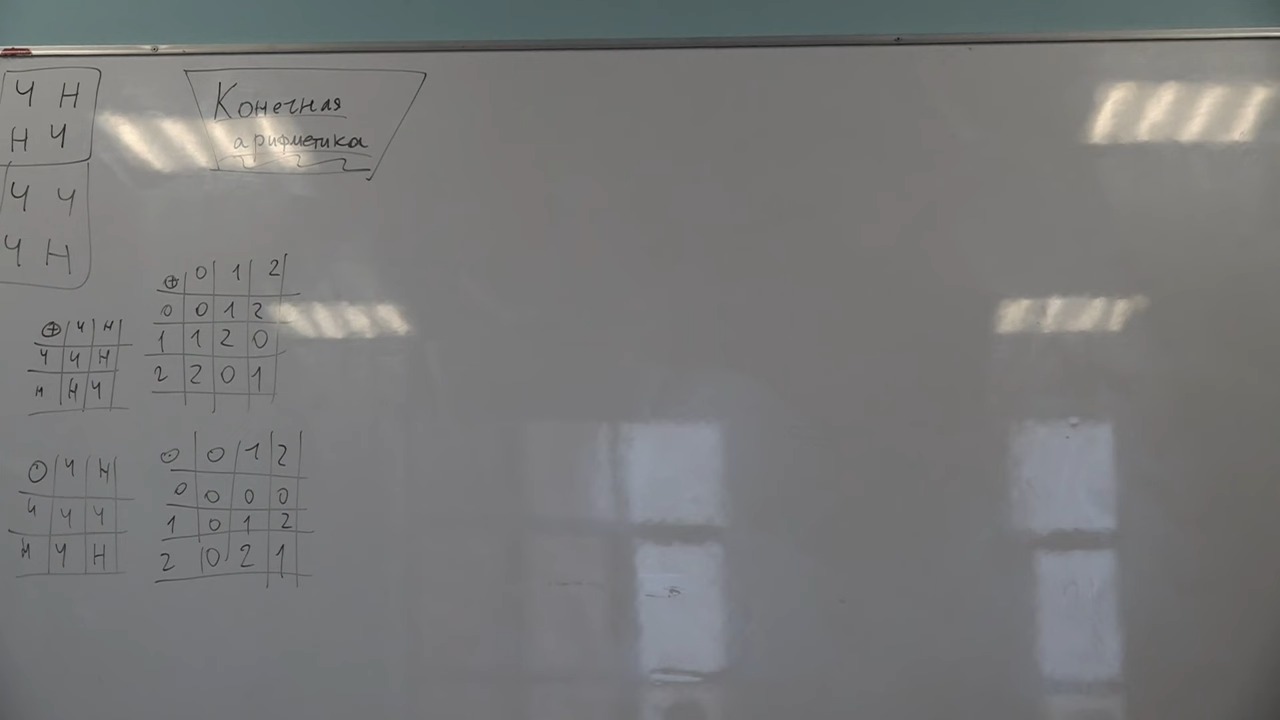 Ч Н
Н Ч
Ч Ч
Ч Н
Конечная
арифметика
⊕ 0 1 2
0 0 1 2
1 1 2 0
2 2 0 1
⊕ Ч Н
Ч Ч Н
Н Н Ч
⊙ 0 1 2
0 0 0 0
1 0 1 2
2 0 2 1
⊙ Ч Н
Ч Ч Ч
Н Ч Н